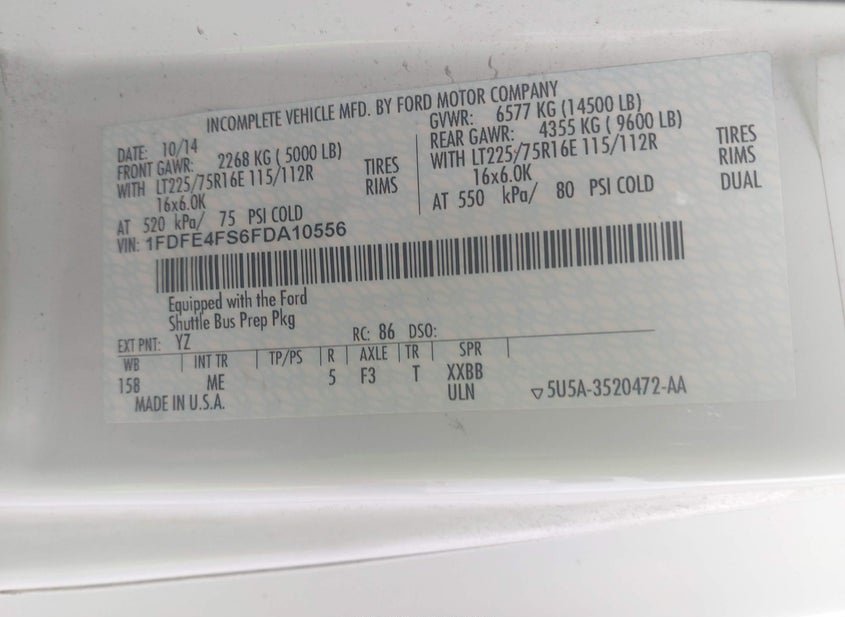 INCOMPLETE VEHICLE MFD. BY FORD MOTOR COMPANY
DATE: 10/14
FRONT GAWR: 2268 KG ( 5000 LB)
WITH LT225/75R16E 115/112R TIRES
16x6.0K RIMS
AT 520 kPa/ 75 PSI COLD
GVWR: 6577 KG (14500 LB)
REAR GAWR: 4355 KG ( 9600 LB)
WITH LT225/75R16E 115/112R TIRES
16x6.0K RIMS
AT 550 kPa/ 80 PSI COLD DUAL
VIN: 1FDFE4FS6FDA10556
Equipped with the Ford
Shuttle Bus Prep Pkg
EXT PNT: YZ RC: 86 DSO:
WB INT TR TP/PS R AXLE TR SPR
158 ME 5 F3 T XXBB
ULN
MADE IN U.S.A. ▽5U5A-3520472-AA